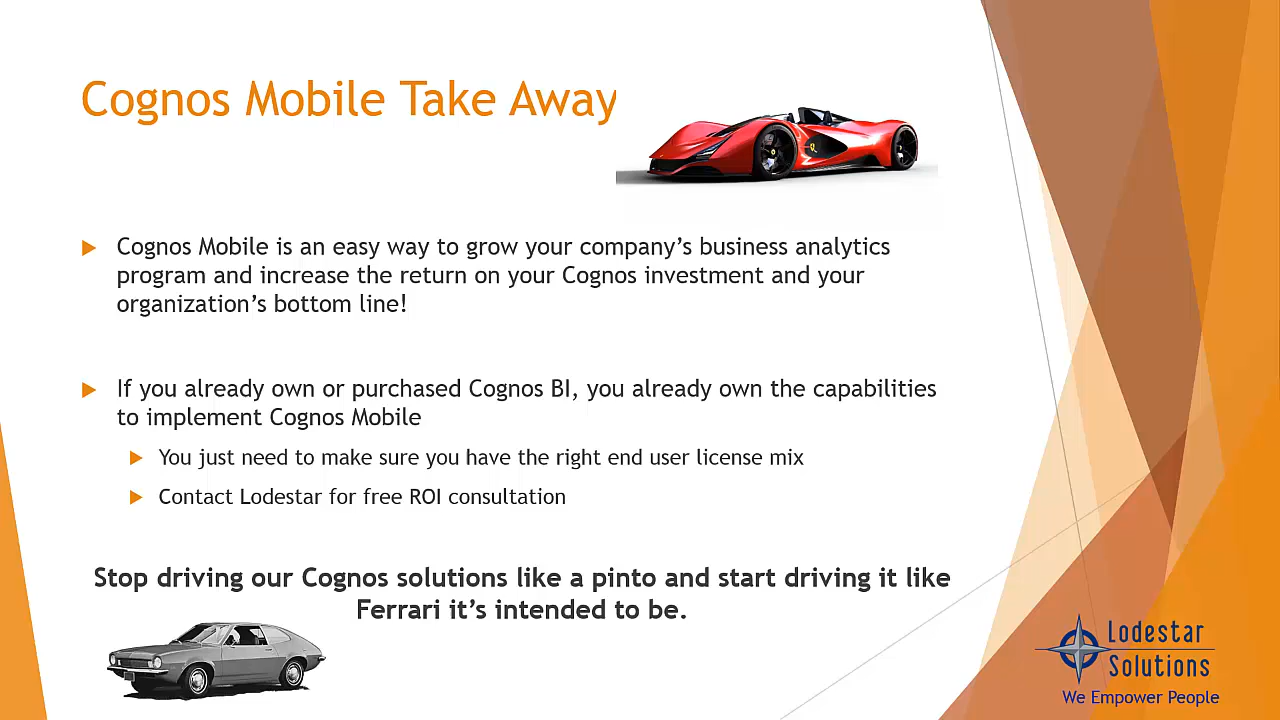 Cognos Mobile Take Away
Cognos Mobile is an easy way to grow your company’s business analytics
program and increase the return on your Cognos investment and your
organization’s bottom line!
If you already own or purchased Cognos BI, you already own the capabilities
to implement Cognos Mobile
You just need to make sure you have the right end user license mix
Contact Lodestar for free ROI consultation
Stop driving our Cognos solutions like a pinto and start driving it like
Ferrari it’s intended to be.
Lodestar
Solutions
We Empower People